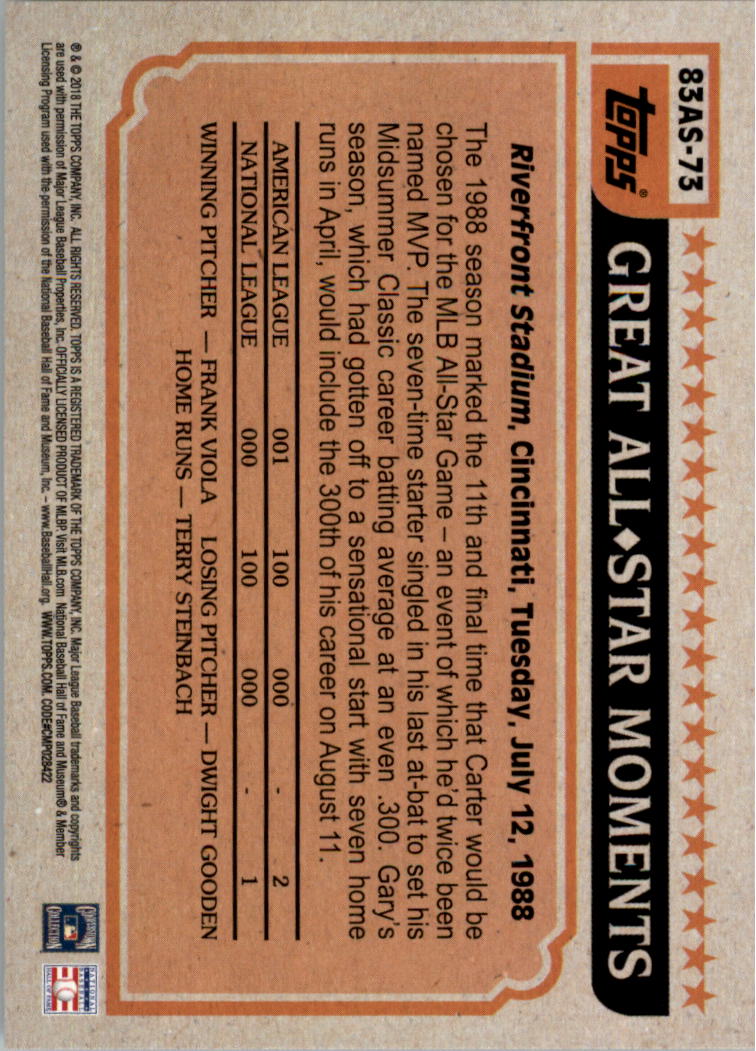 83AS-73
topps®
GREAT ALL◆STAR MOMENTS
Riverfront Stadium, Cincinnati, Tuesday, July 12, 1988
The 1988 season marked the 11th and final time that Carter would be
chosen for the MLB All-Star Game – an event of which he'd twice been
named MVP. The seven-time starter singled in his last at-bat to set his
Midsummer Classic career batting average at an even .300. Gary's
season, which had gotten off to a sensational start with seven home
runs in April, would include the 300th of his career on August 11.
AMERICAN LEAGUE 001 100 000 - 2
NATIONAL LEAGUE 000 100 000 - 1
WINNING PITCHER — FRANK VIOLA LOSING PITCHER — DWIGHT GOODEN
HOME RUNS — TERRY STEINBACH
® & © 2018 THE TOPPS COMPANY, INC. ALL RIGHTS RESERVED. TOPPS IS A REGISTERED TRADEMARK OF THE TOPPS COMPANY, INC. Major League Baseball trademarks and copyrights
are used with permission of Major League Baseball Properties, Inc. OFFICIALLY LICENSED PRODUCT OF MLBP. Visit MLB.com National Baseball Hall of Fame and Museum® & Member
Licensing Program used with the permission of the National Baseball Hall of Fame and Museum, Inc. – www.BaseballHall.org. WWW.TOPPS.COM. CODE#CMP028422
COOPERSTOWN
COLLECTION
NATIONAL
BASEBALL
HALL OF FAME